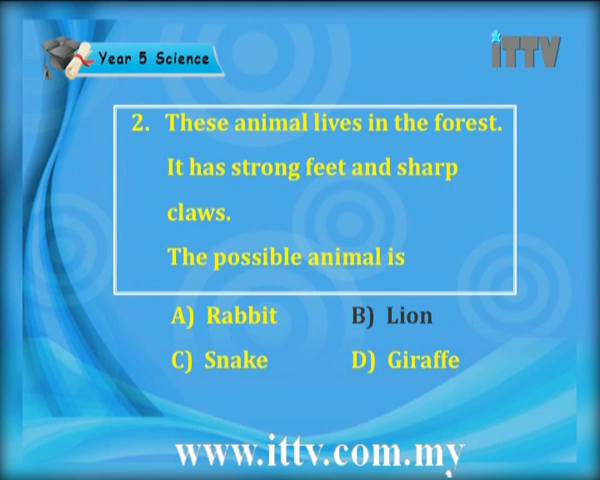 Year 5 Science
iTTV
2. These animal lives in the forest.
It has strong feet and sharp
claws.
The possible animal is
A) Rabbit B) Lion
C) Snake D) Giraffe
www.ittv.com.my